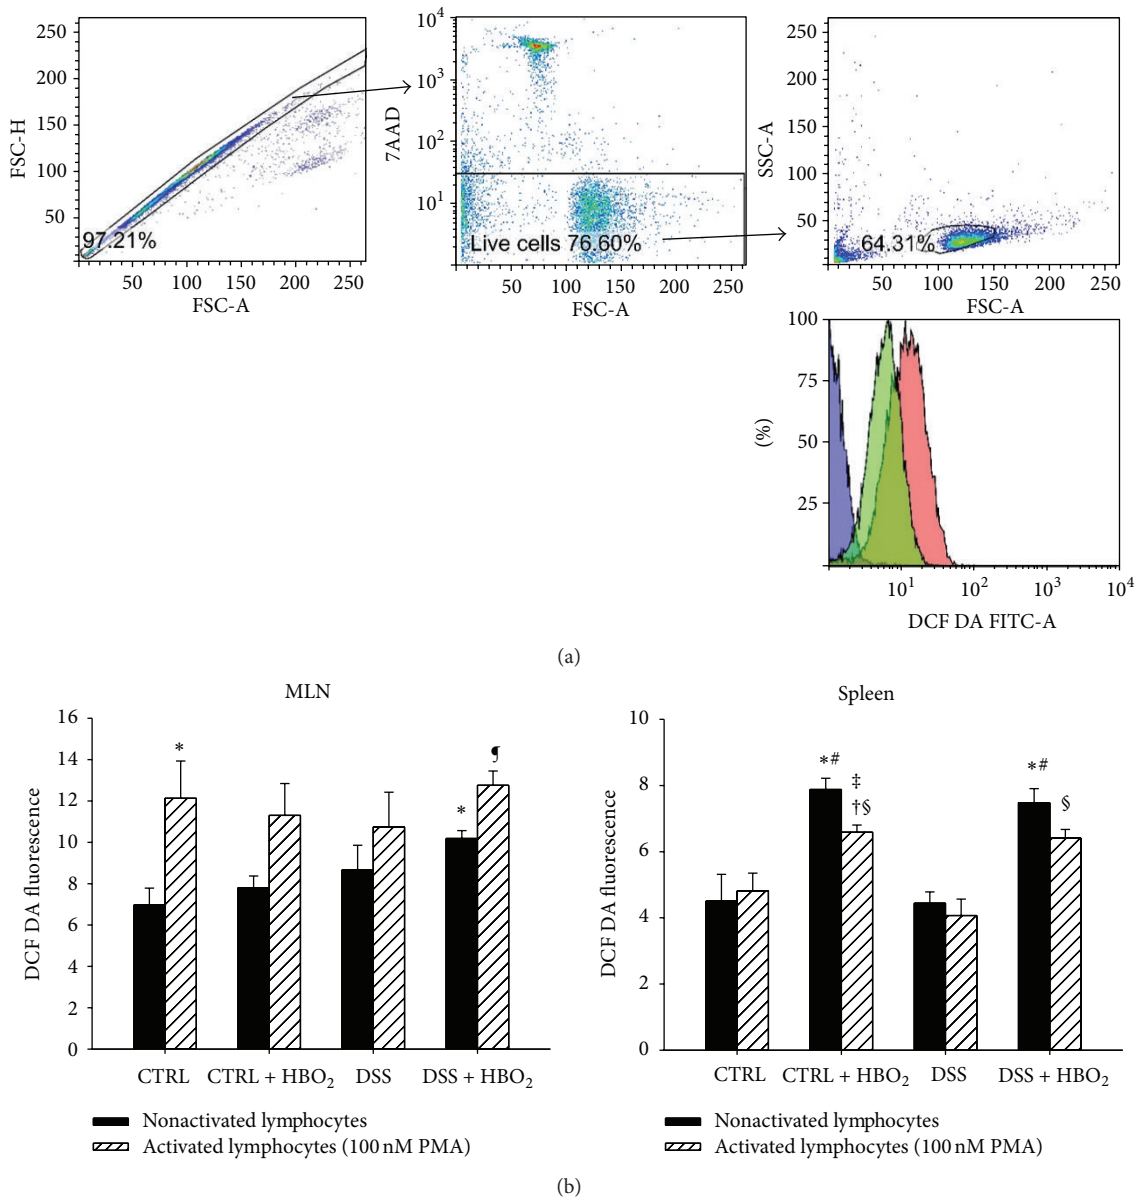 250
200
150
100
50
FSC-H
97.21%
50 100 150 200 250
FSC-A
10^4
10^3
10^2
10^1
7AAD
Live cells 76.60%
50 100 150 200 250
FSC-A
250
200
150
100
50
SSC-A
64.31%
50 100 150 200 250
FSC-A
100
75
50
25
(%)
10^1 10^2 10^3 10^4
DCF DA FITC-A
(a)
MLN
16
14
12
10
8
6
4
2
0
DCF DA fluorescence
*
*
¶
CTRL CTRL + HBO₂ DSS DSS + HBO₂
Nonactivated lymphocytes
Activated lymphocytes (100 nM PMA)
Spleen
10
8
6
4
2
0
DCF DA fluorescence
*#
‡
†§
*#
§
CTRL CTRL + HBO₂ DSS DSS + HBO₂
Nonactivated lymphocytes
Activated lymphocytes (100 nM PMA)
(b)